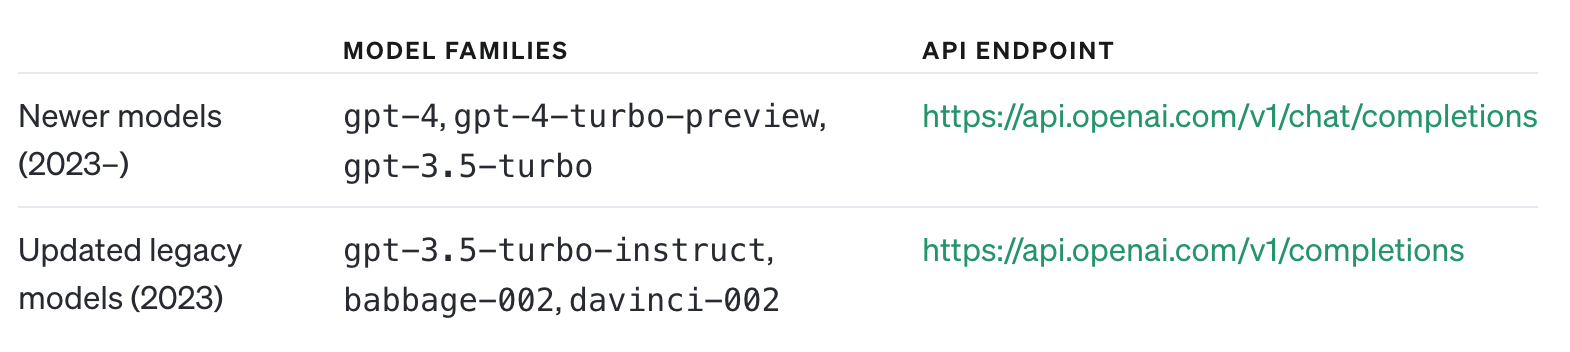 MODEL FAMILIES API ENDPOINT
Newer models gpt-4, gpt-4-turbo-preview, https://api.openai.com/v1/chat/completions
(2023–) gpt-3.5-turbo
Updated legacy gpt-3.5-turbo-instruct, https://api.openai.com/v1/completions
models (2023) babbage-002, davinci-002